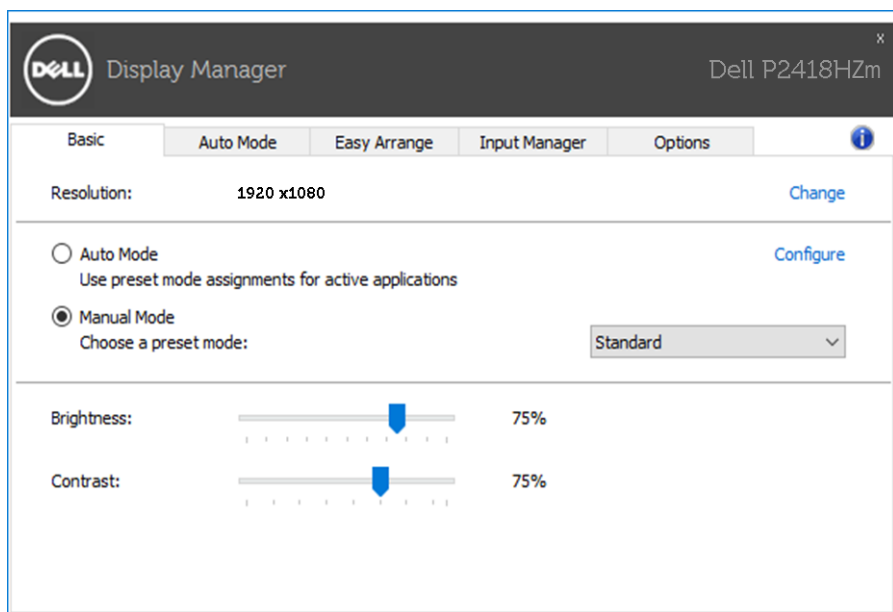 x
DELL Display Manager Dell P2418HZm
Basic Auto Mode Easy Arrange Input Manager Options i
Resolution: 1920 x1080 Change
Auto Mode Configure
Use preset mode assignments for active applications
Manual Mode
Choose a preset mode: Standard
Brightness: 75%
Contrast: 75%